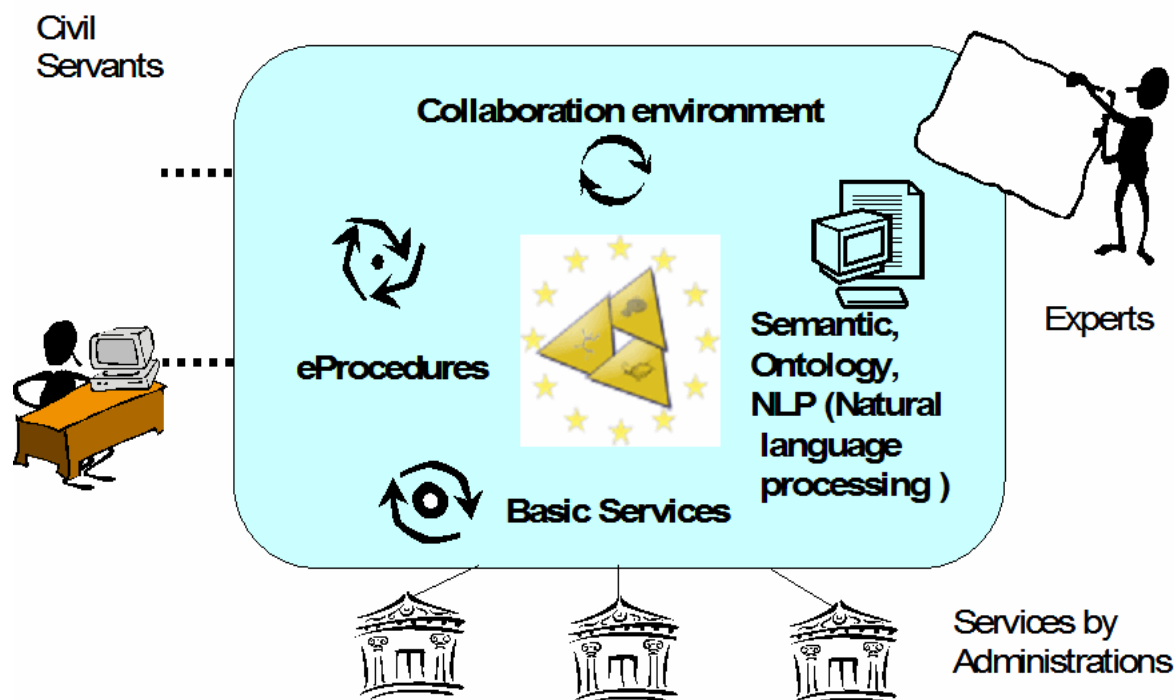 Civil
Servants
Collaboration environment
eProcedures
Semantic,
Ontology,
NLP (Natural
language
processing )
Experts
Basic Services
Services by
Administrations